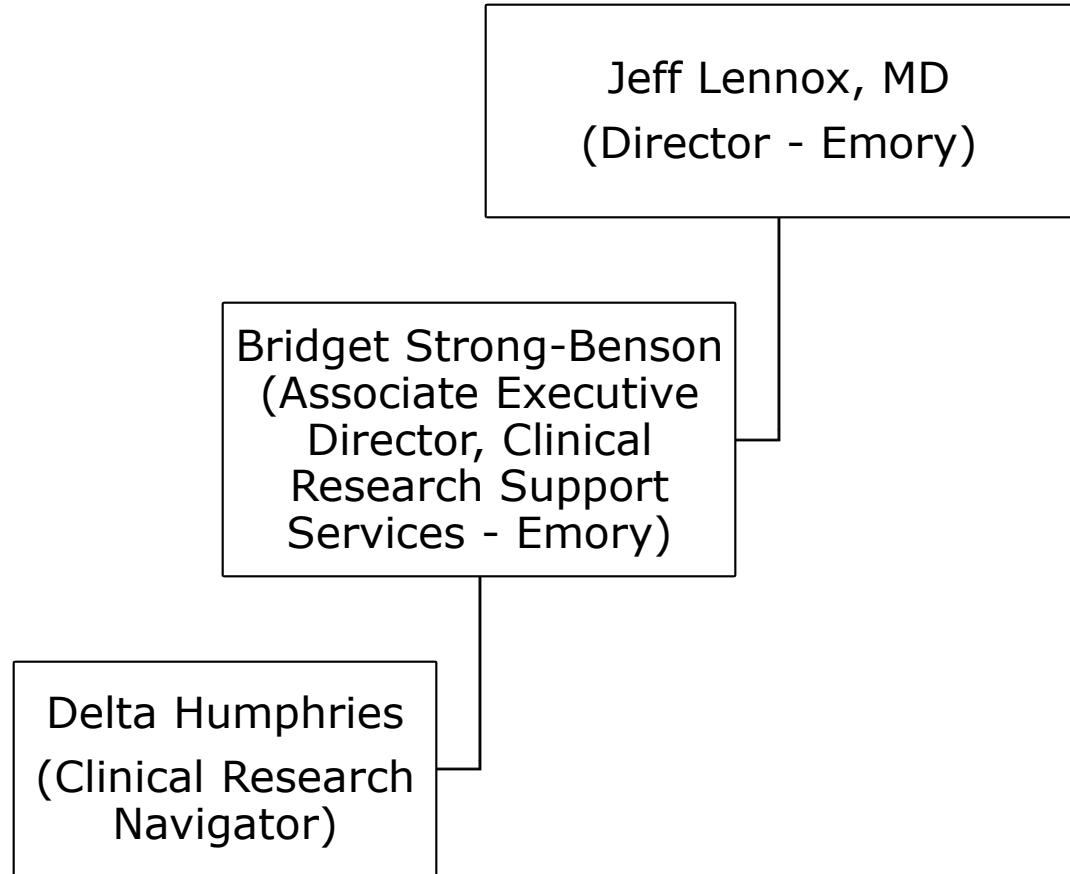 Jeff Lennox, MD
(Director - Emory)
Bridget Strong-Benson
(Associate Executive
Director, Clinical
Research Support
Services - Emory)
Delta Humphries
(Clinical Research
Navigator)